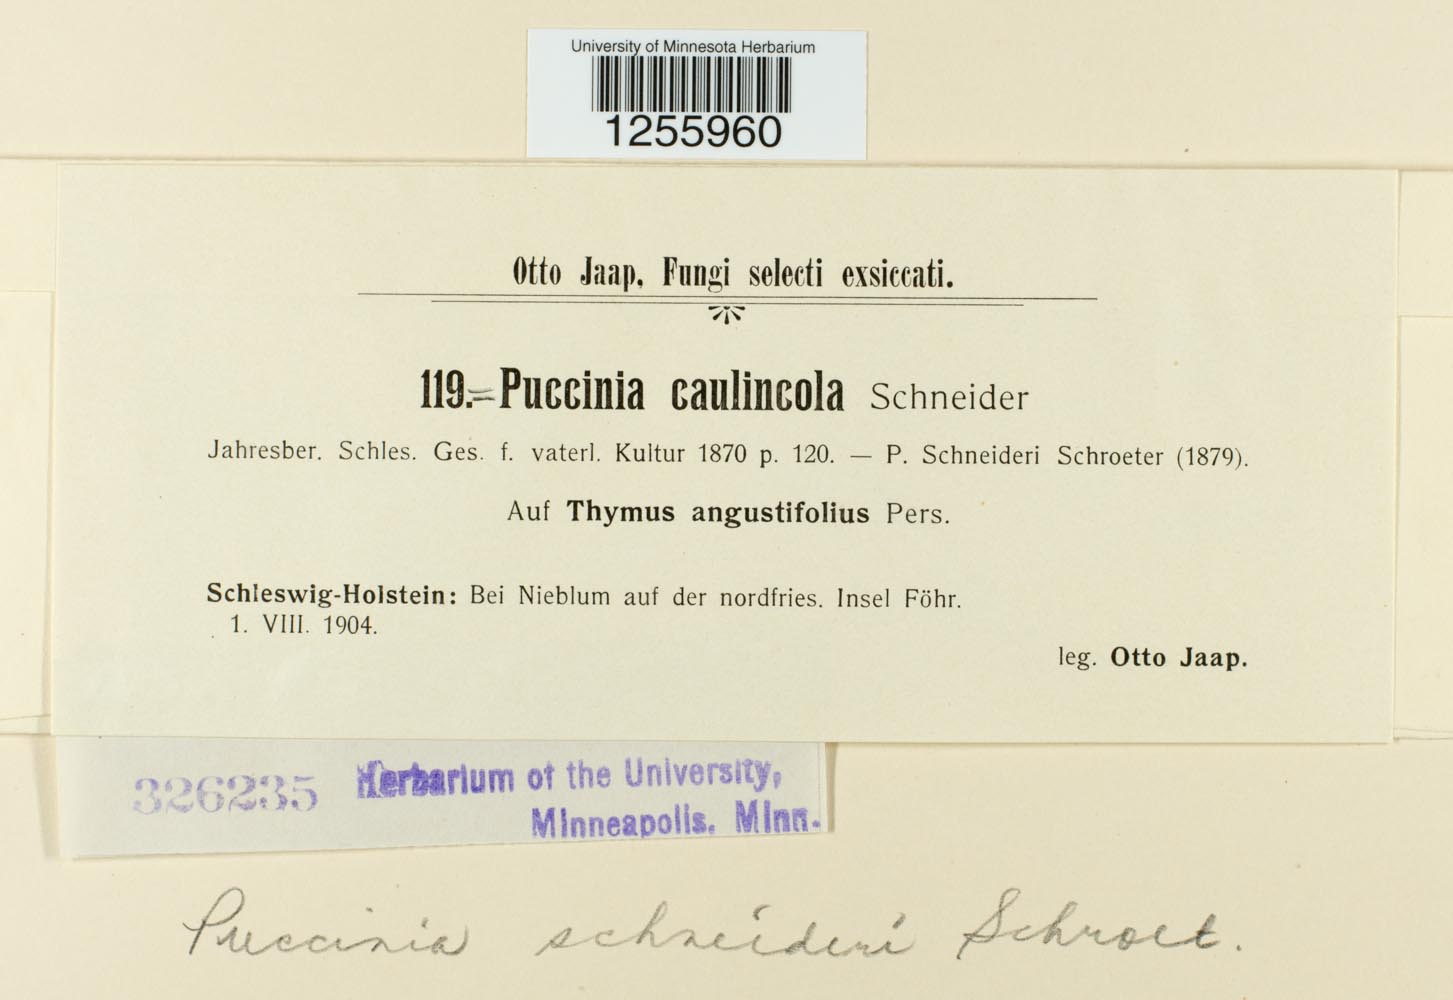 University of Minnesota Herbarium
1255960
Otto Jaap, Fungi selecti exsiccati.
119.=Puccinia caulincola Schneider
Jahresber. Schles. Ges. f. vaterl. Kultur 1870 p. 120. — P. Schneideri Schroeter (1879).
Auf Thymus angustifolius Pers.
Schleswig-Holstein: Bei Nieblum auf der nordfries. Insel Föhr.
1. VIII. 1904.
leg. Otto Jaap.
326235 Herbarium of the University,
Minneapolis. Minn.
Puccinia schneideri Schroet.